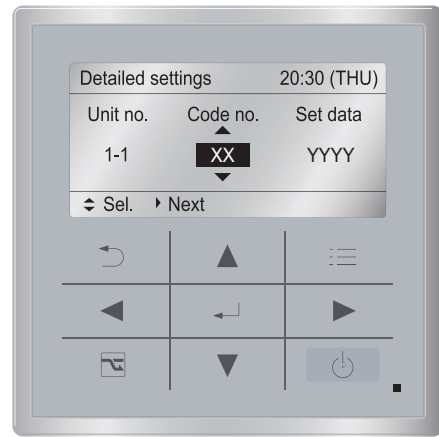 Detailed settings 20:30 (THU)
Unit no. Code no. Set data
1-1 XX YYYY
Sel. Next